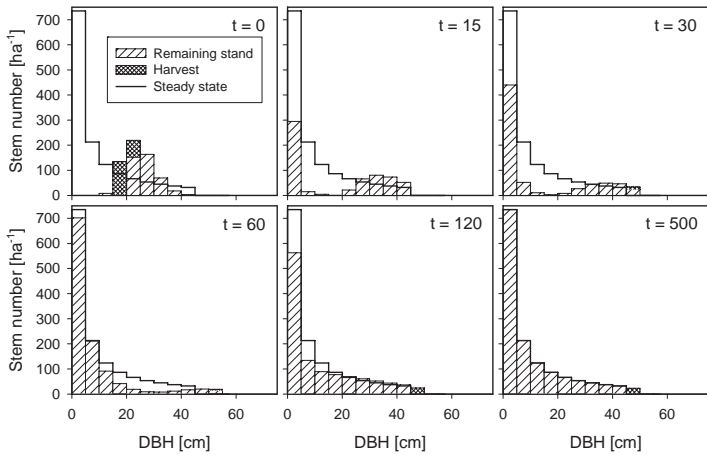 Stem number [ha⁻¹]
700
600
500
400
300
200
100
0
t = 0
Remaining stand
Harvest
Steady state
t = 15
t = 30
Stem number [ha⁻¹]
700
600
500
400
300
200
100
0
t = 60
t = 120
t = 500
0 20 40 60
0 20 40 60
0 20 40 60
DBH [cm]
DBH [cm]
DBH [cm]